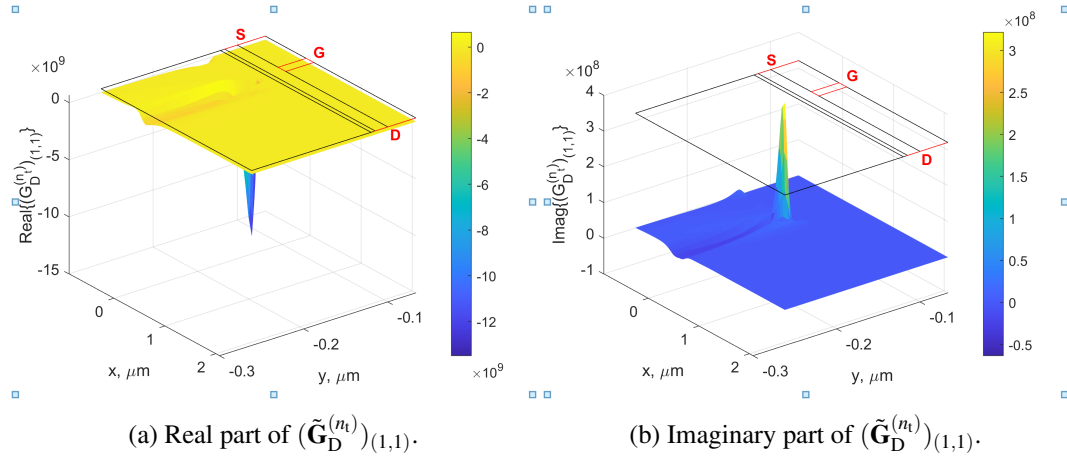 ×10⁹
0
-5
-10
-15
Real{(G_D^(n_t))_(1,1)}
0
1
2
x, μm
-0.3
-0.2
-0.1
y, μm
S
G
D
0
-2
-4
-6
-8
-10
-12
×10⁹
×10⁸
4
3
2
1
0
-1
Imag{(G_D^(n_t))_(1,1)}
0
1
2
x, μm
-0.3
-0.2
-0.1
y, μm
S
G
D
×10⁸
3
2.5
2
1.5
1
0.5
0
-0.5
(a) Real part of (G̃_D^(n_t))_(1,1).
(b) Imaginary part of (G̃_D^(n_t))_(1,1).